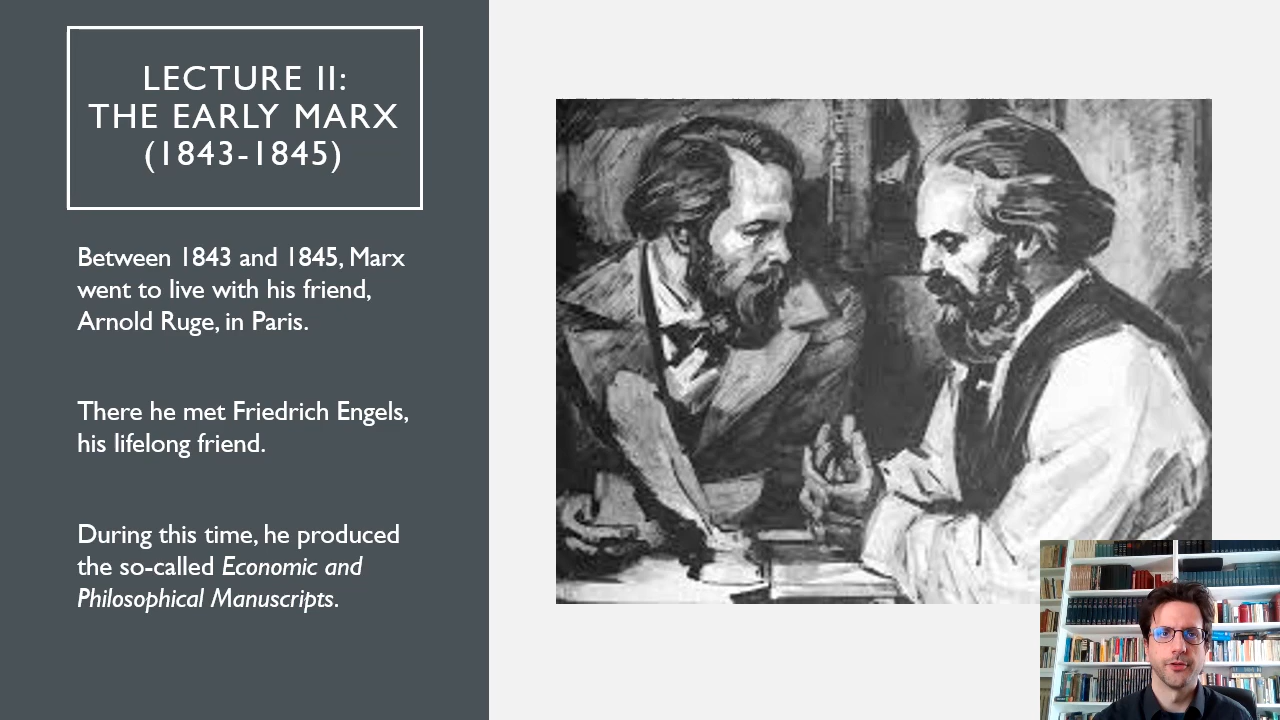 LECTURE II:
THE EARLY MARX
(1843-1845)
Between 1843 and 1845, Marx
went to live with his friend,
Arnold Ruge, in Paris.
There he met Friedrich Engels,
his lifelong friend.
During this time, he produced
the so-called Economic and
Philosophical Manuscripts.